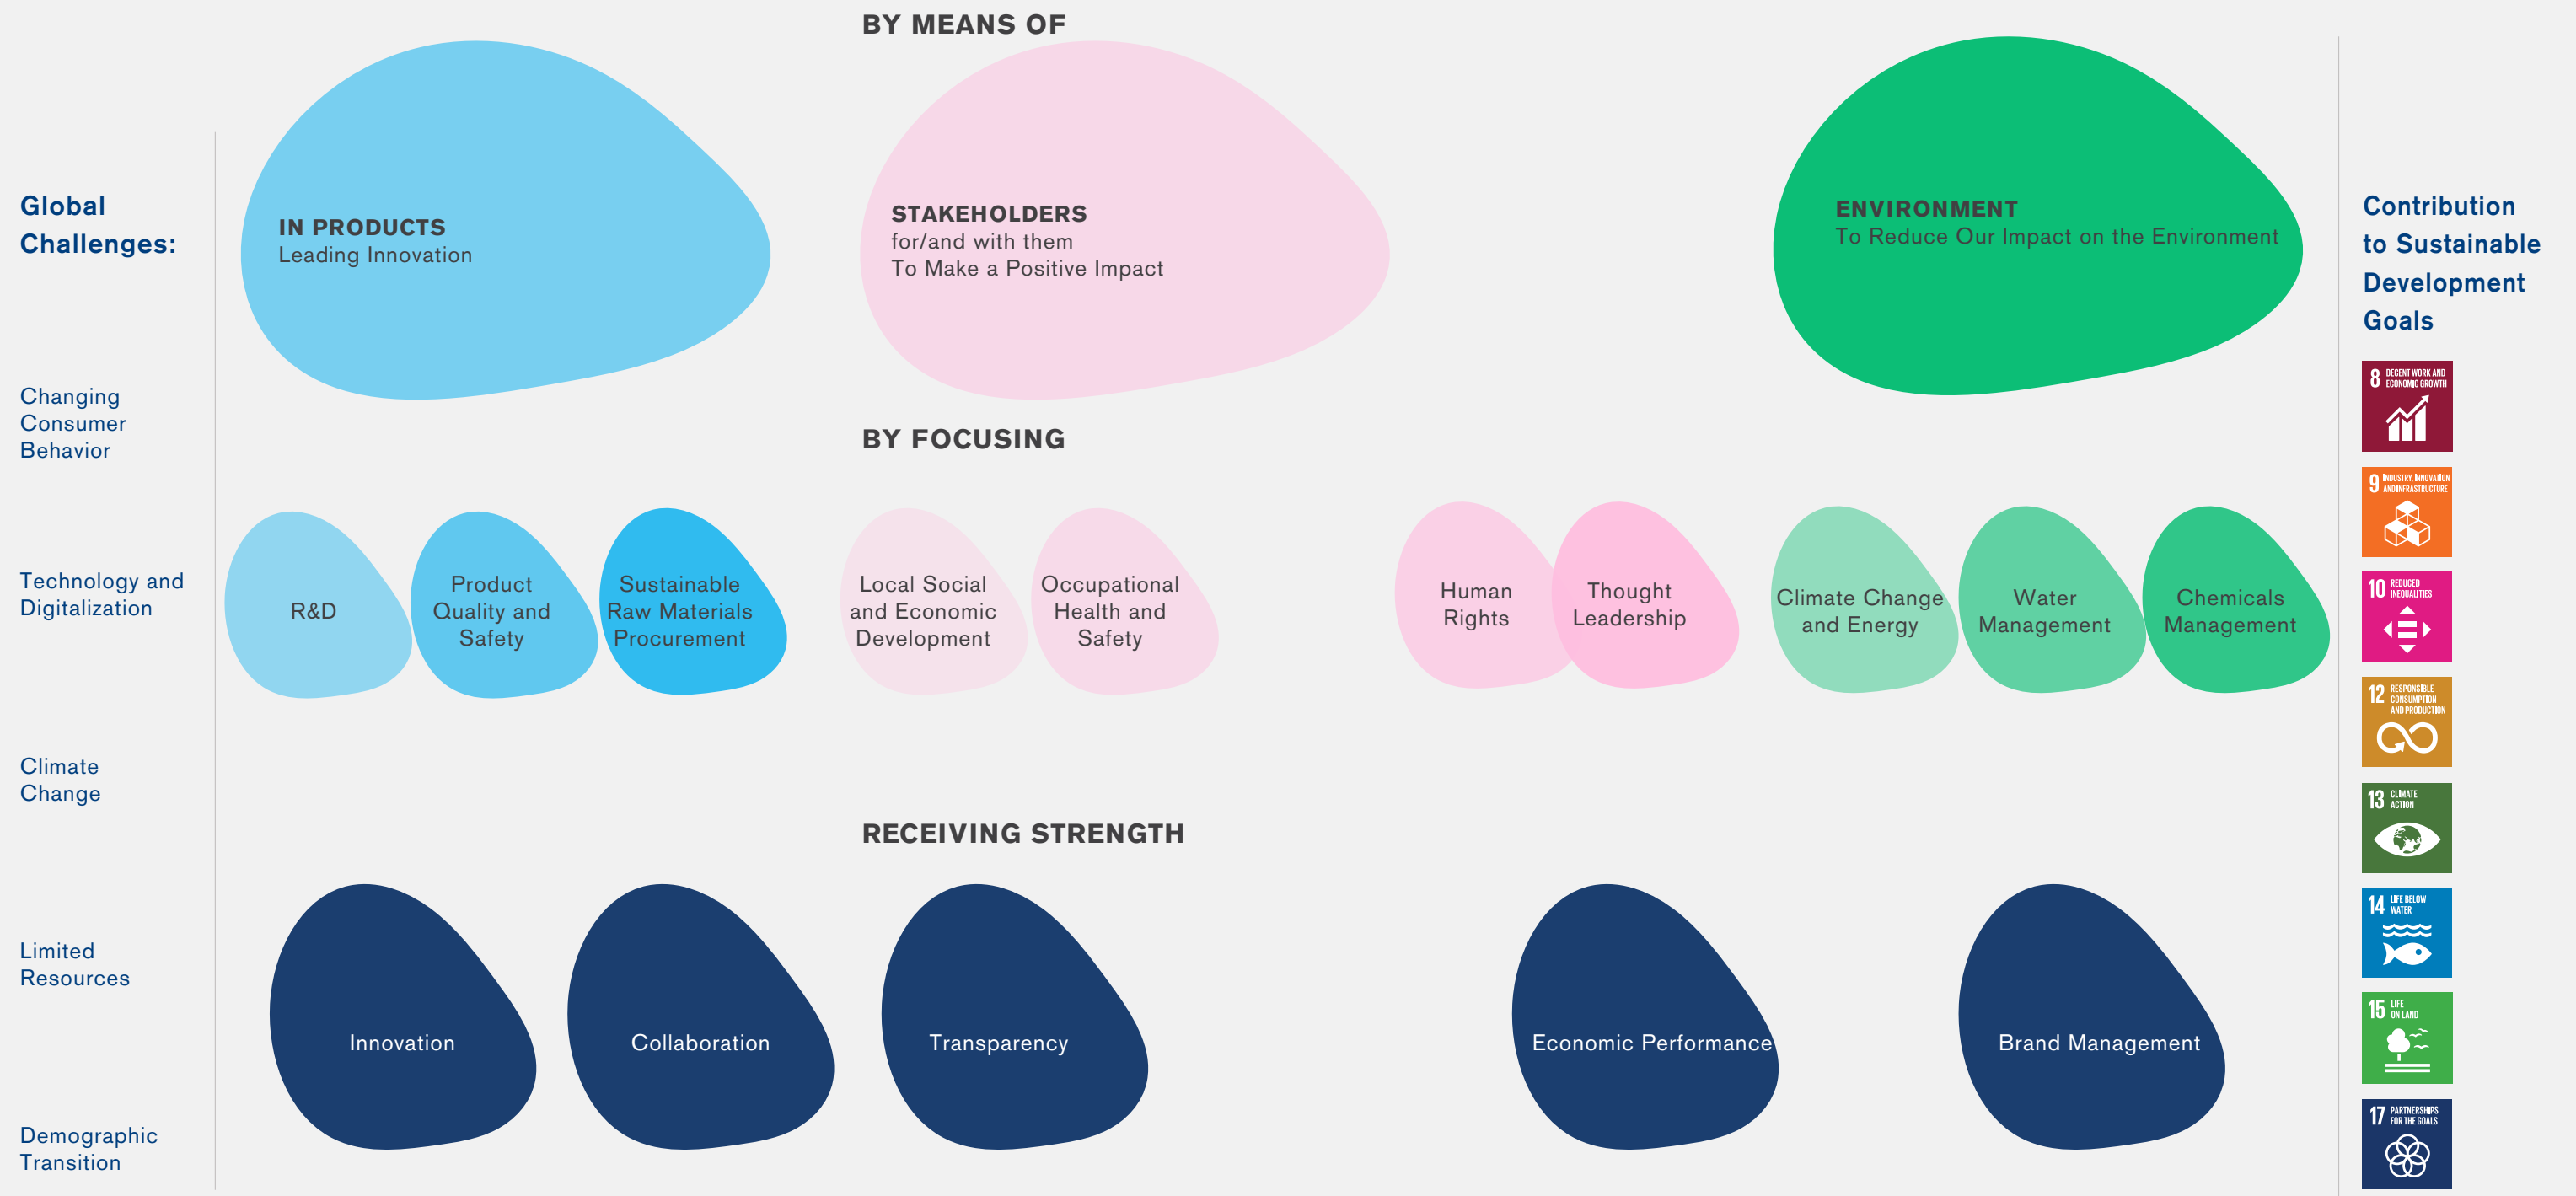 BY MEANS OF
Global
Challenges:
Changing
Consumer
Behavior
Technology and
Digitalization
Climate
Change
Limited
Resources
Demographic
Transition
IN PRODUCTS
Leading Innovation
STAKEHOLDERS
for/and with them
To Make a Positive Impact
ENVIRONMENT
To Reduce Our Impact on the Environment
BY FOCUSING
R&D
Product
Quality and
Safety
Sustainable
Raw Materials
Procurement
Local Social
and Economic
Development
Occupational
Health and
Safety
Human
Rights
Thought
Leadership
Climate Change
and Energy
Water
Management
Chemicals
Management
RECEIVING STRENGTH
Innovation
Collaboration
Transparency
Economic Performance
Brand Management
Contribution
to Sustainable
Development
Goals
8 DECENT WORK AND
ECONOMIC GROWTH
9 INDUSTRY, INNOVATION
AND INFRASTRUCTURE
10 REDUCED
INEQUALITIES
12 RESPONSIBLE
CONSUMPTION
AND PRODUCTION
13 CLIMATE
ACTION
14 LIFE BELOW
WATER
15 LIFE
ON LAND
17 PARTNERSHIPS
FOR THE GOALS